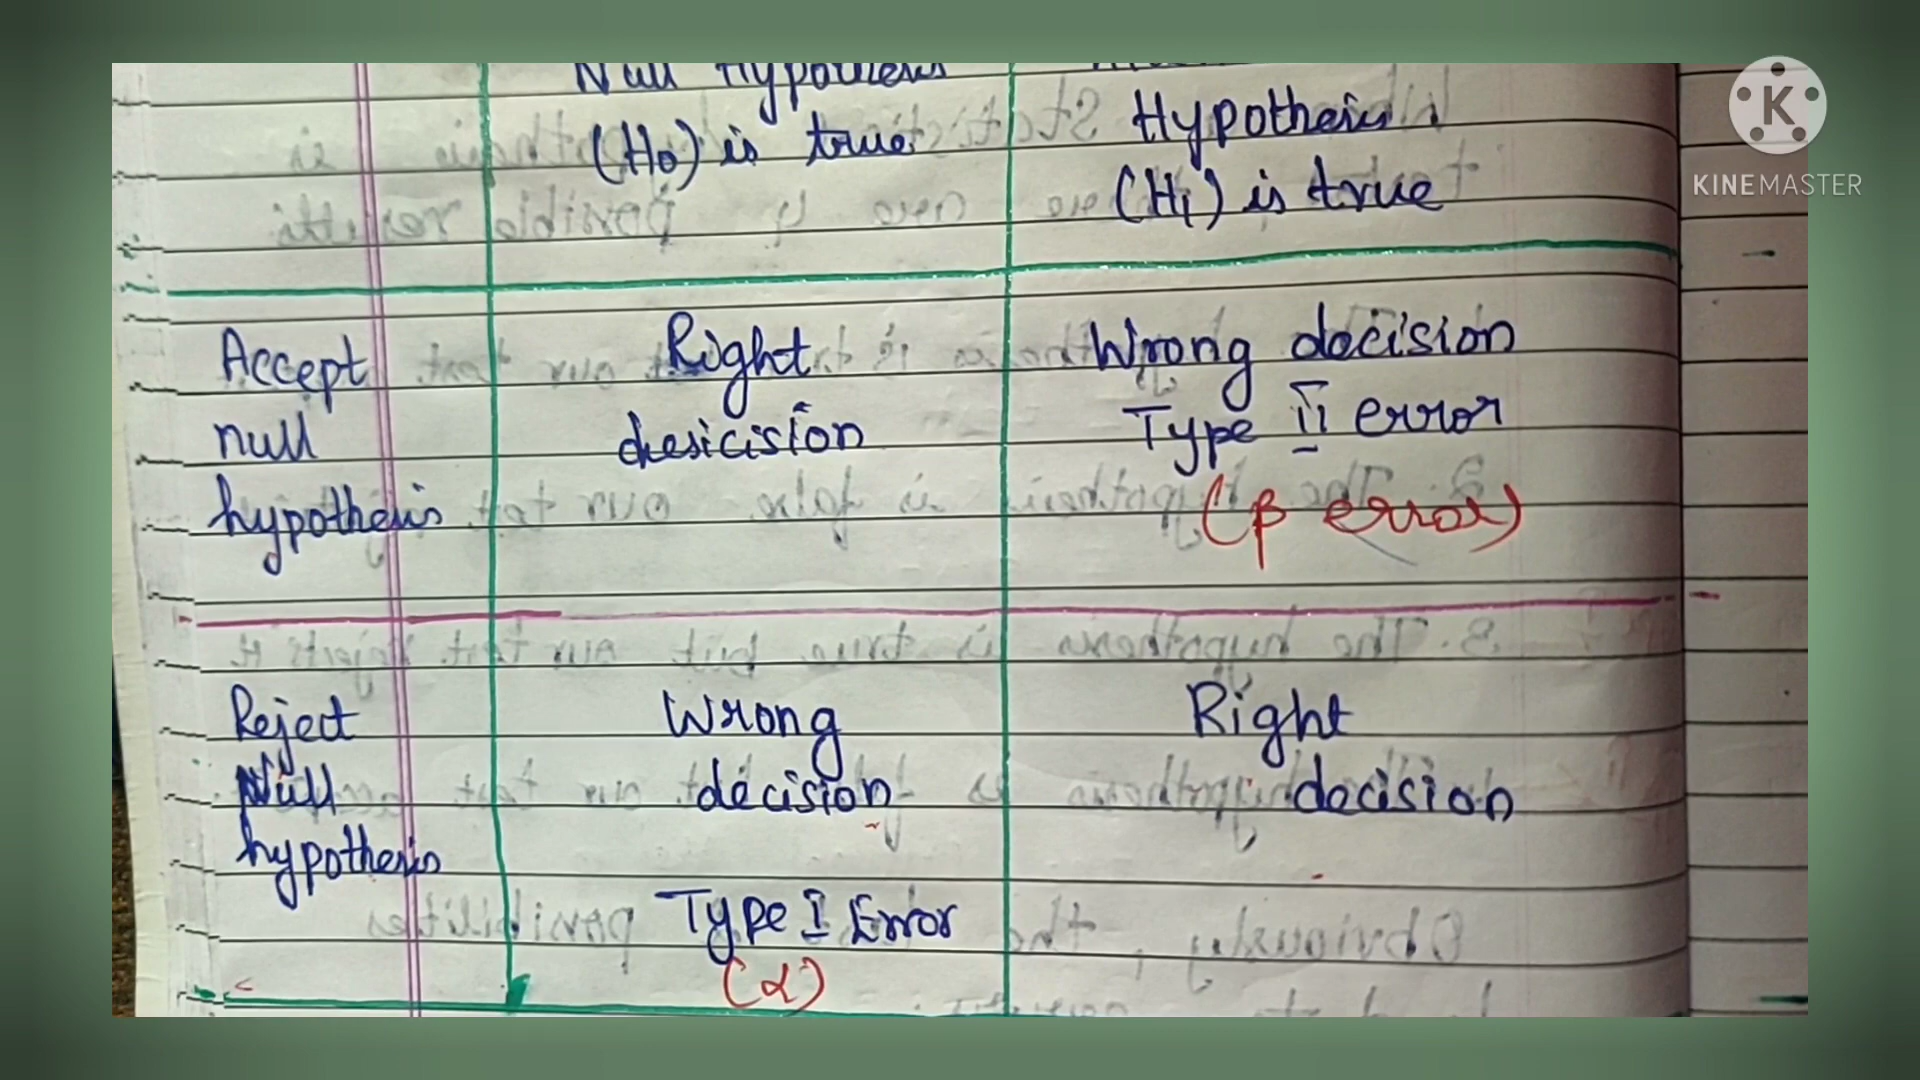 Null Hypothesis
(H0) is true
Hypothesis
(H1) is true
Accept
null
hypothesis
Right
desicision
Wrong decision
Type II error
(β error)
Reject
Null
hypothesis
Wrong
decision
Type I Error
(α)
Right
decision
K
KINEMASTER